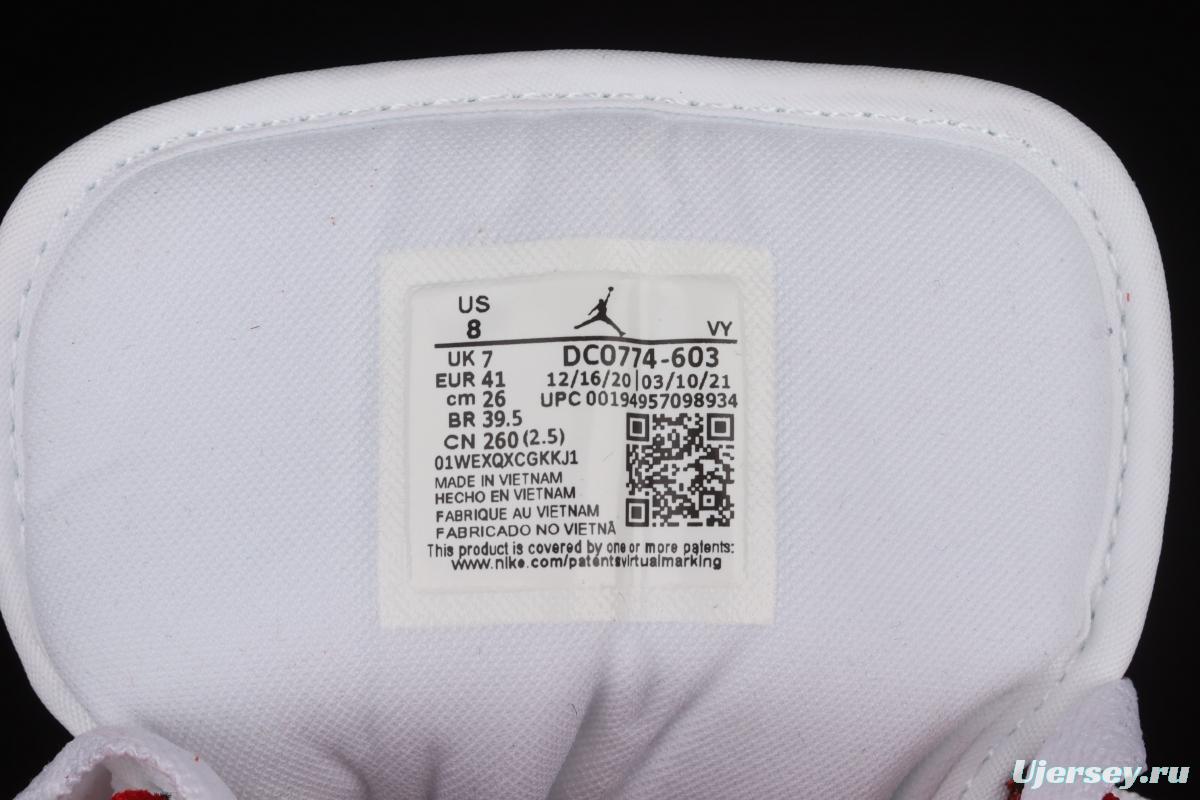 US
8
VY
UK 7
DC0774-603
EUR 41
12/16/20|03/10/21
cm 26
UPC 00194957098934
BR 39.5
CN 260 (2.5)
01WEXQXCGKKJ1
MADE IN VIETNAM
HECHO EN VIETNAM
FABRIQUE AU VIETNAM
FABRICADO NO VIETNÃ
This product is covered by one or more patents:
www.nike.com/patentsvirtualmarking
Ujersey.ru